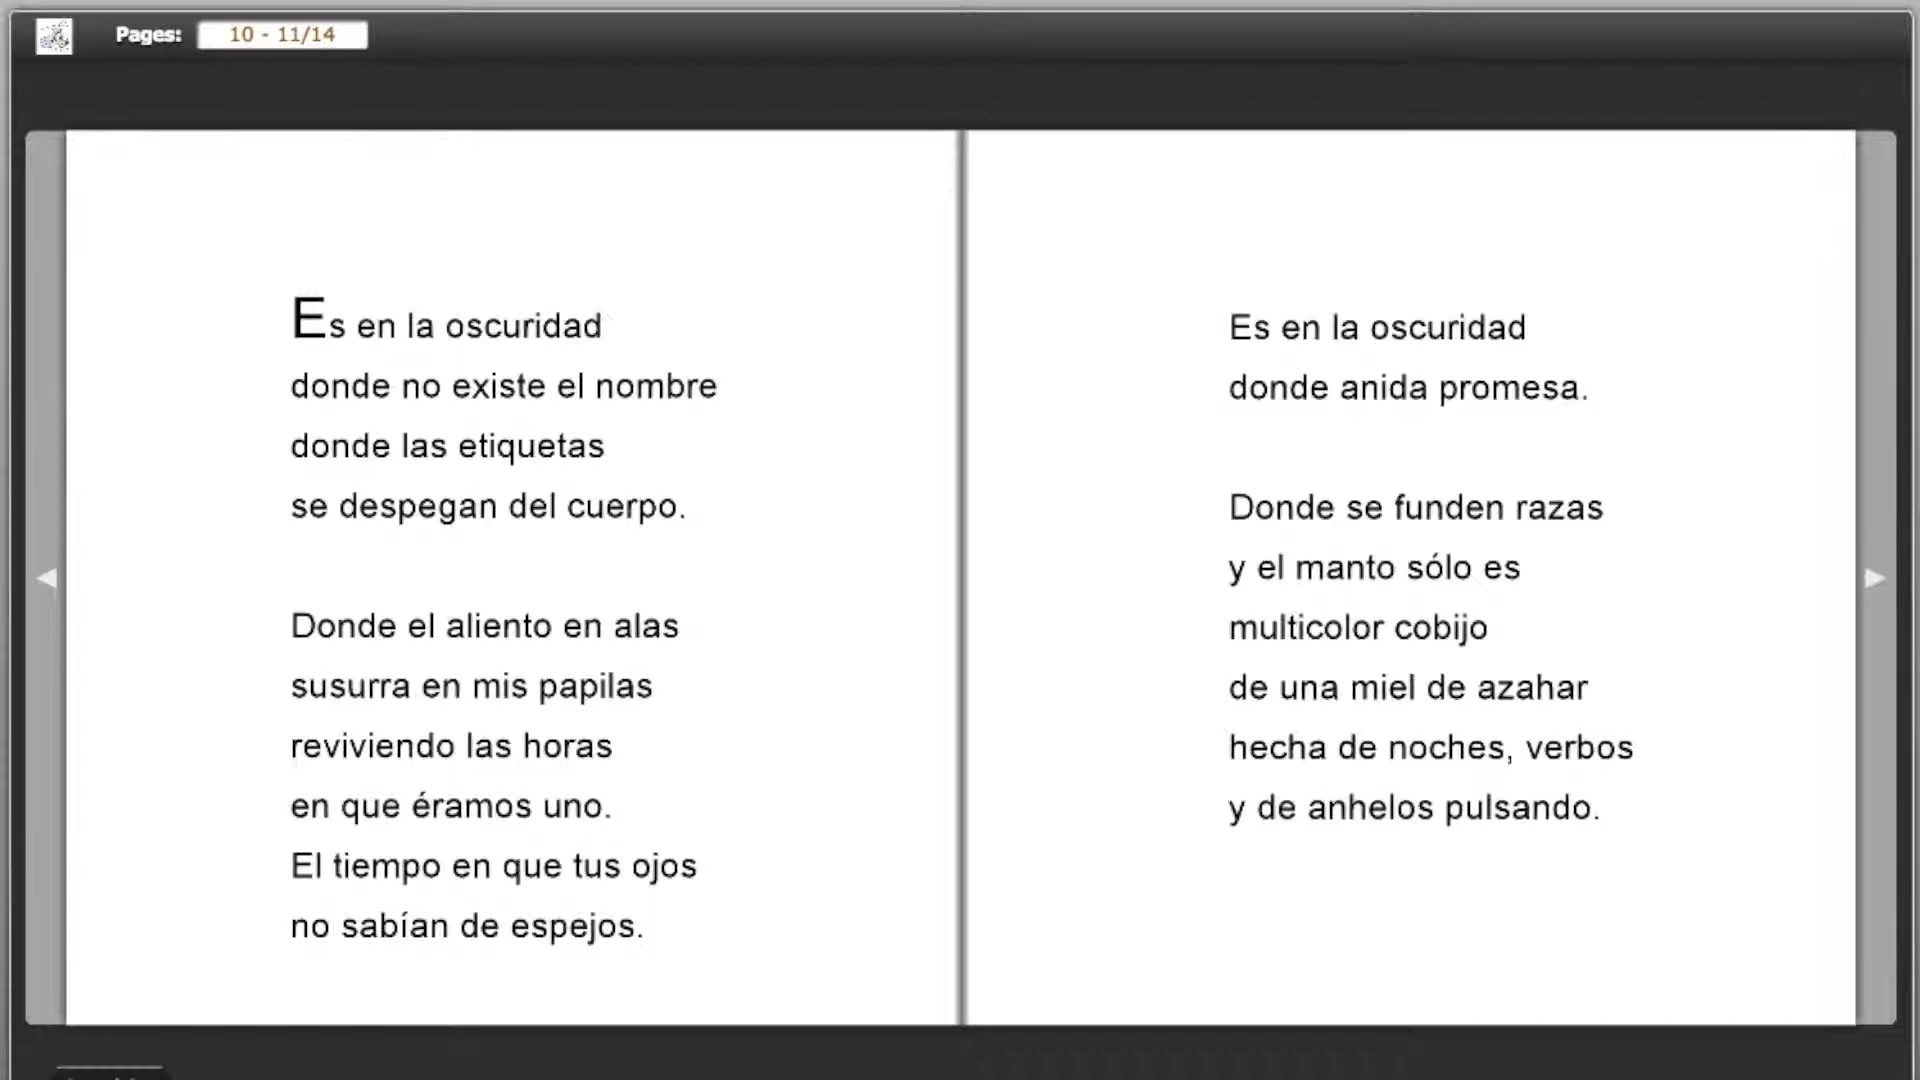 Pages: 10 - 11/14
Es en la oscuridad
donde no existe el nombre
donde las etiquetas
se despegan del cuerpo.
Donde el aliento en alas
susurra en mis papilas
reviviendo las horas
en que éramos uno.
El tiempo en que tus ojos
no sabían de espejos.
Es en la oscuridad
donde anida promesa.
Donde se funden razas
y el manto sólo es
multicolor cobijo
de una miel de azahar
hecha de noches, verbos
y de anhelos pulsando.